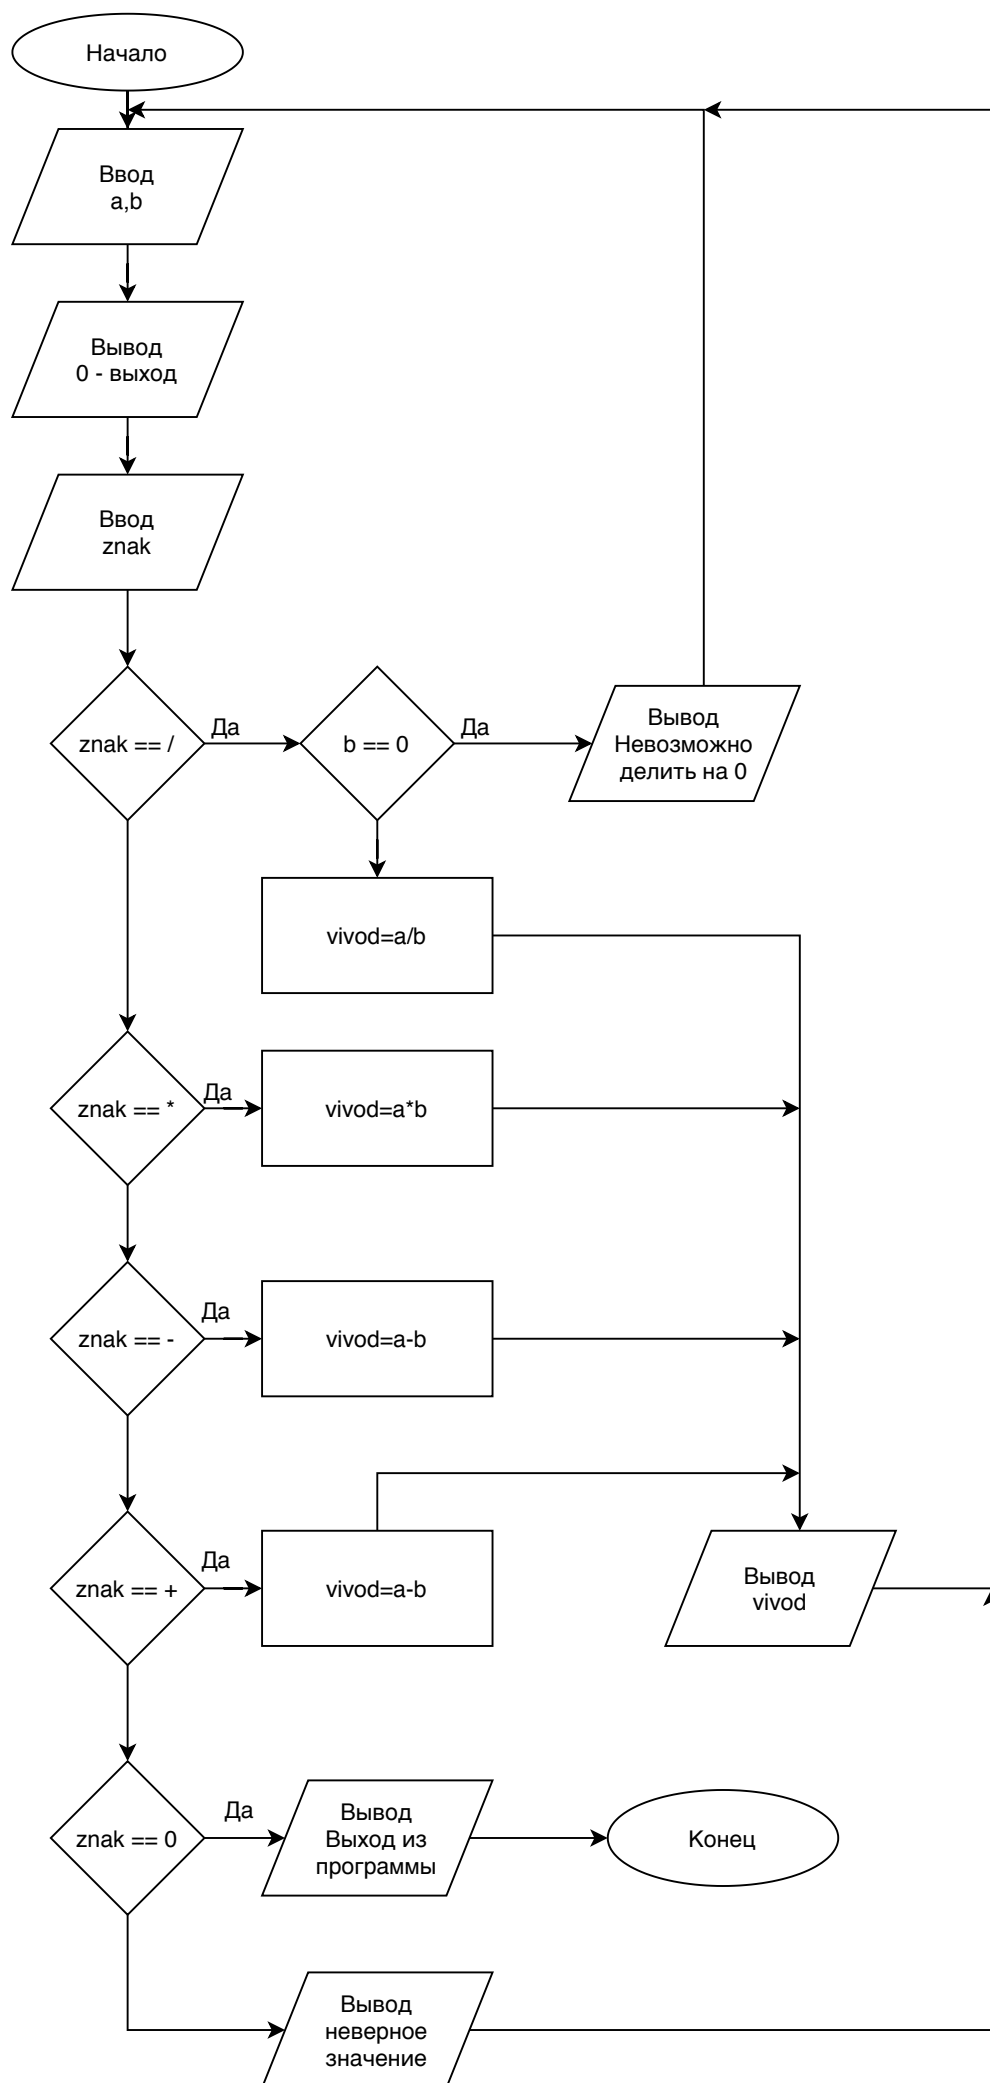 Начало
Ввод
a,b
Вывод
0 - выход
Ввод
znak
znak == /
Да
b == 0
Да
Вывод
Невозможно
делить на 0
vivod=a/b
znak == *
Да
vivod=a*b
znak == -
Да
vivod=a-b
znak == +
Да
vivod=a-b
Вывод
vivod
znak == 0
Да
Вывод
Выход из
программы
Конец
Вывод
неверное
значение